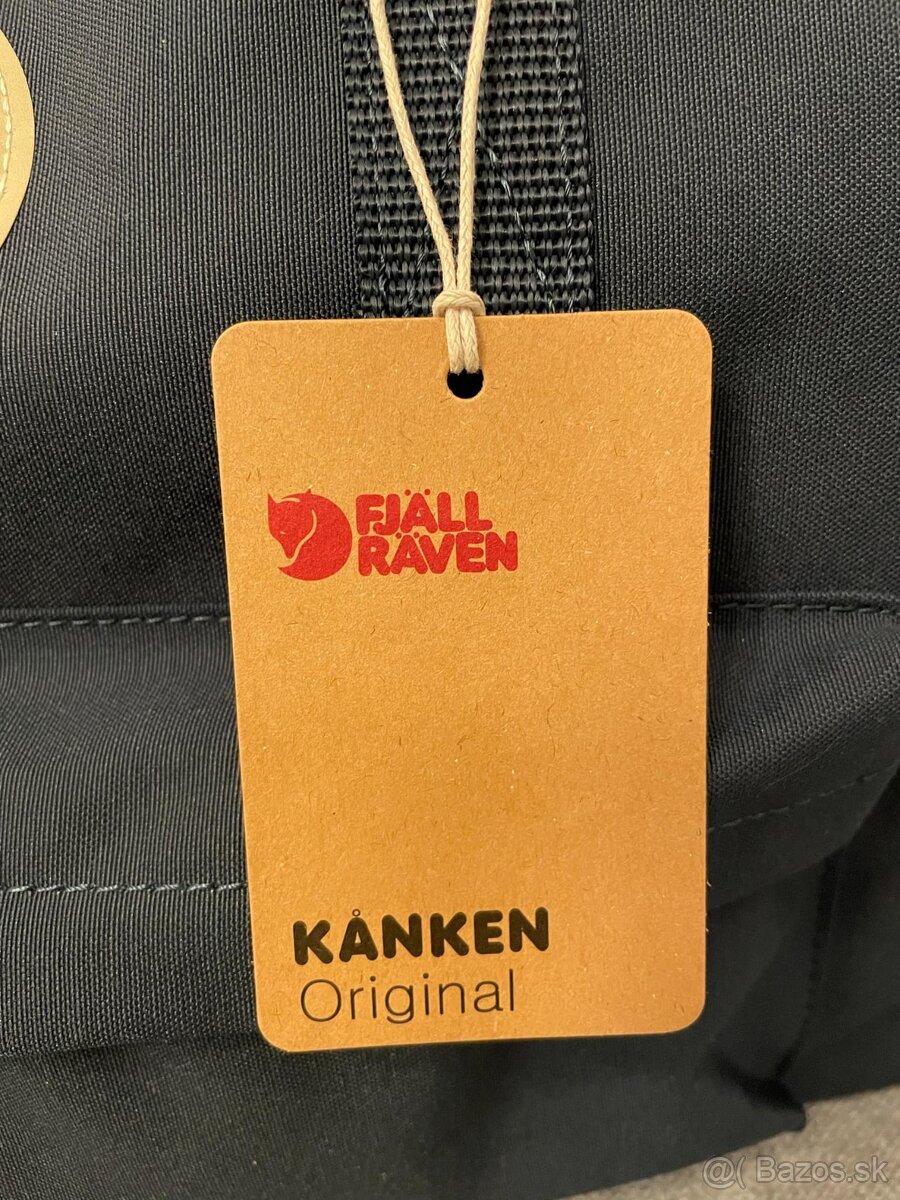 FJÄLL
RÄVEN
KÅNKEN
Original
@( Bazos.sk